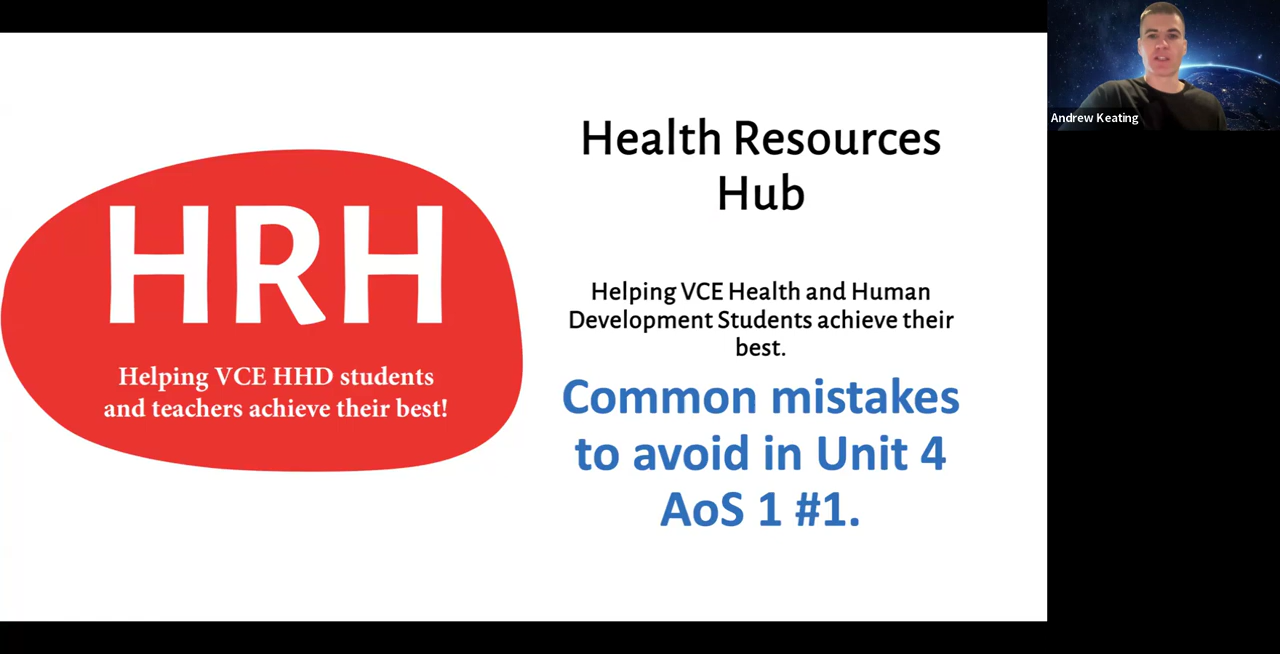 HRH
Helping VCE HHD students
and teachers achieve their best!
Health Resources
Hub
Helping VCE Health and Human
Development Students achieve their
best.
Common mistakes
to avoid in Unit 4
AoS 1 #1.
Andrew Keating